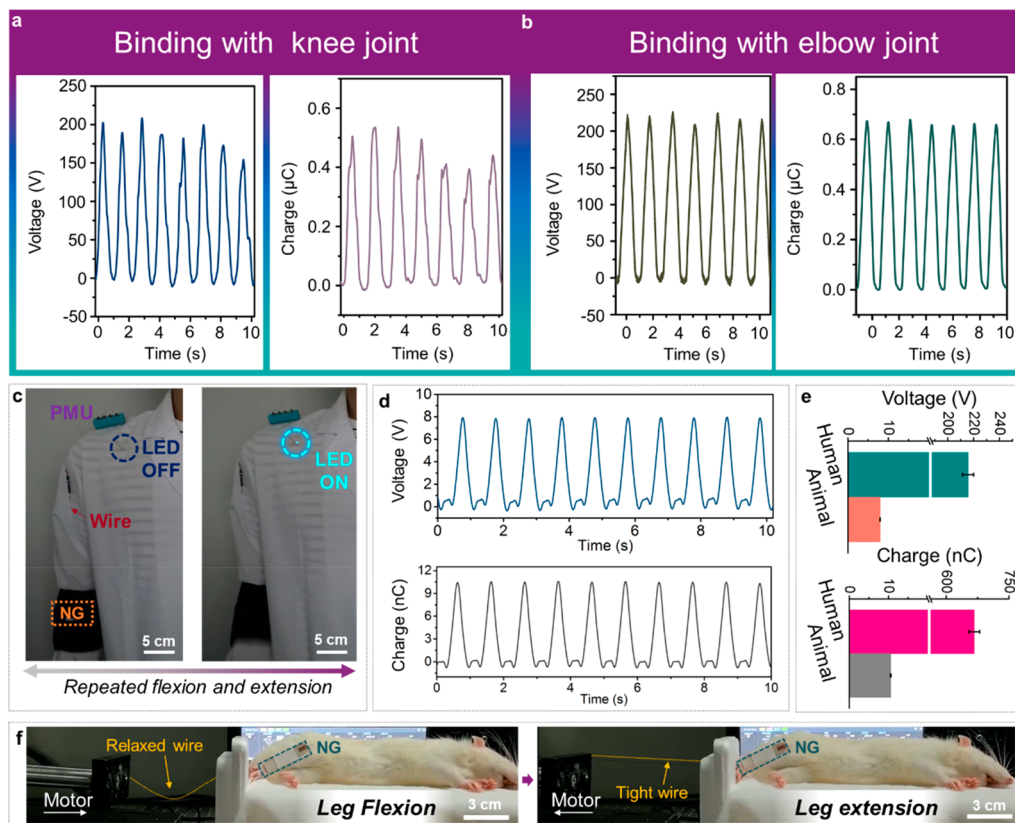 a
Binding with knee joint
b
Binding with elbow joint
250
200
150
100
50
0
-50
Voltage (V)
0 2 4 6 8 10
Time (s)
0.6
0.4
0.2
0.0
Charge (µC)
0 2 4 6 8 10
Time (s)
250
200
150
100
50
0
-50
Voltage (V)
0 2 4 6 8 10
Time (s)
0.8
0.6
0.4
0.2
0.0
Charge (µC)
0 2 4 6 8 10
Time (s)
c
PMU
LED
OFF
Wire
NG
5 cm
LED
ON
5 cm
Repeated flexion and extension
d
10
8
6
4
2
0
Voltage (V)
0 2 4 6 8 10
Time (s)
12
9
6
3
0
Charge (nC)
0 2 4 6 8 10
Time (s)
e
Voltage (V)
0 10 200 220 240
Human
Animal
Charge (nC)
0 10 600 750
Human
Animal
f
Relaxed wire
NG
Motor
Leg Flexion
3 cm
NG
Tight wire
Motor
Leg extension
3 cm